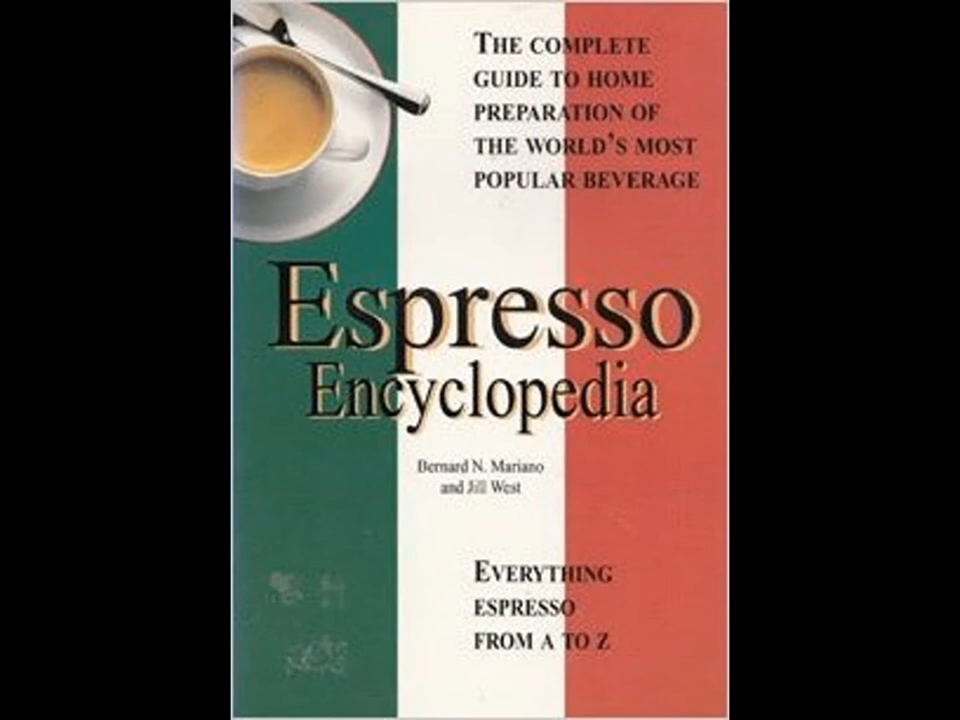 THE COMPLETE
GUIDE TO HOME
PREPARATION OF
THE WORLD'S MOST
POPULAR BEVERAGE
Espresso
Encyclopedia
Bernard N. Mariano
and Jill West
EVERYTHING
ESPRESSO
FROM A TO Z